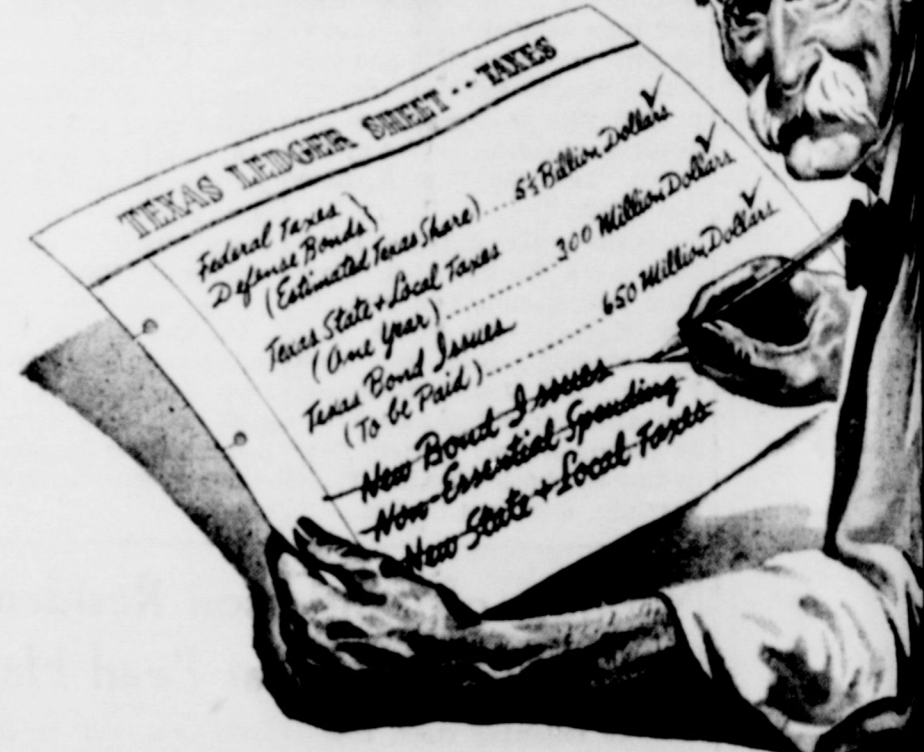 TEXAS LEDGER SHEET -- TAXES
Federal Taxes }
Defense Bonds }
(Estimated Texas Share) .... 5½ Billion Dollars ✓
Texas State + Local Taxes
(One Year) ............ 300 Million Dollars ✓
Texas Bond Issues
(To be Paid) ............ 650 Million Dollars ✓
New Bond Issues
Non-Essential Spending
New State + Local Taxes